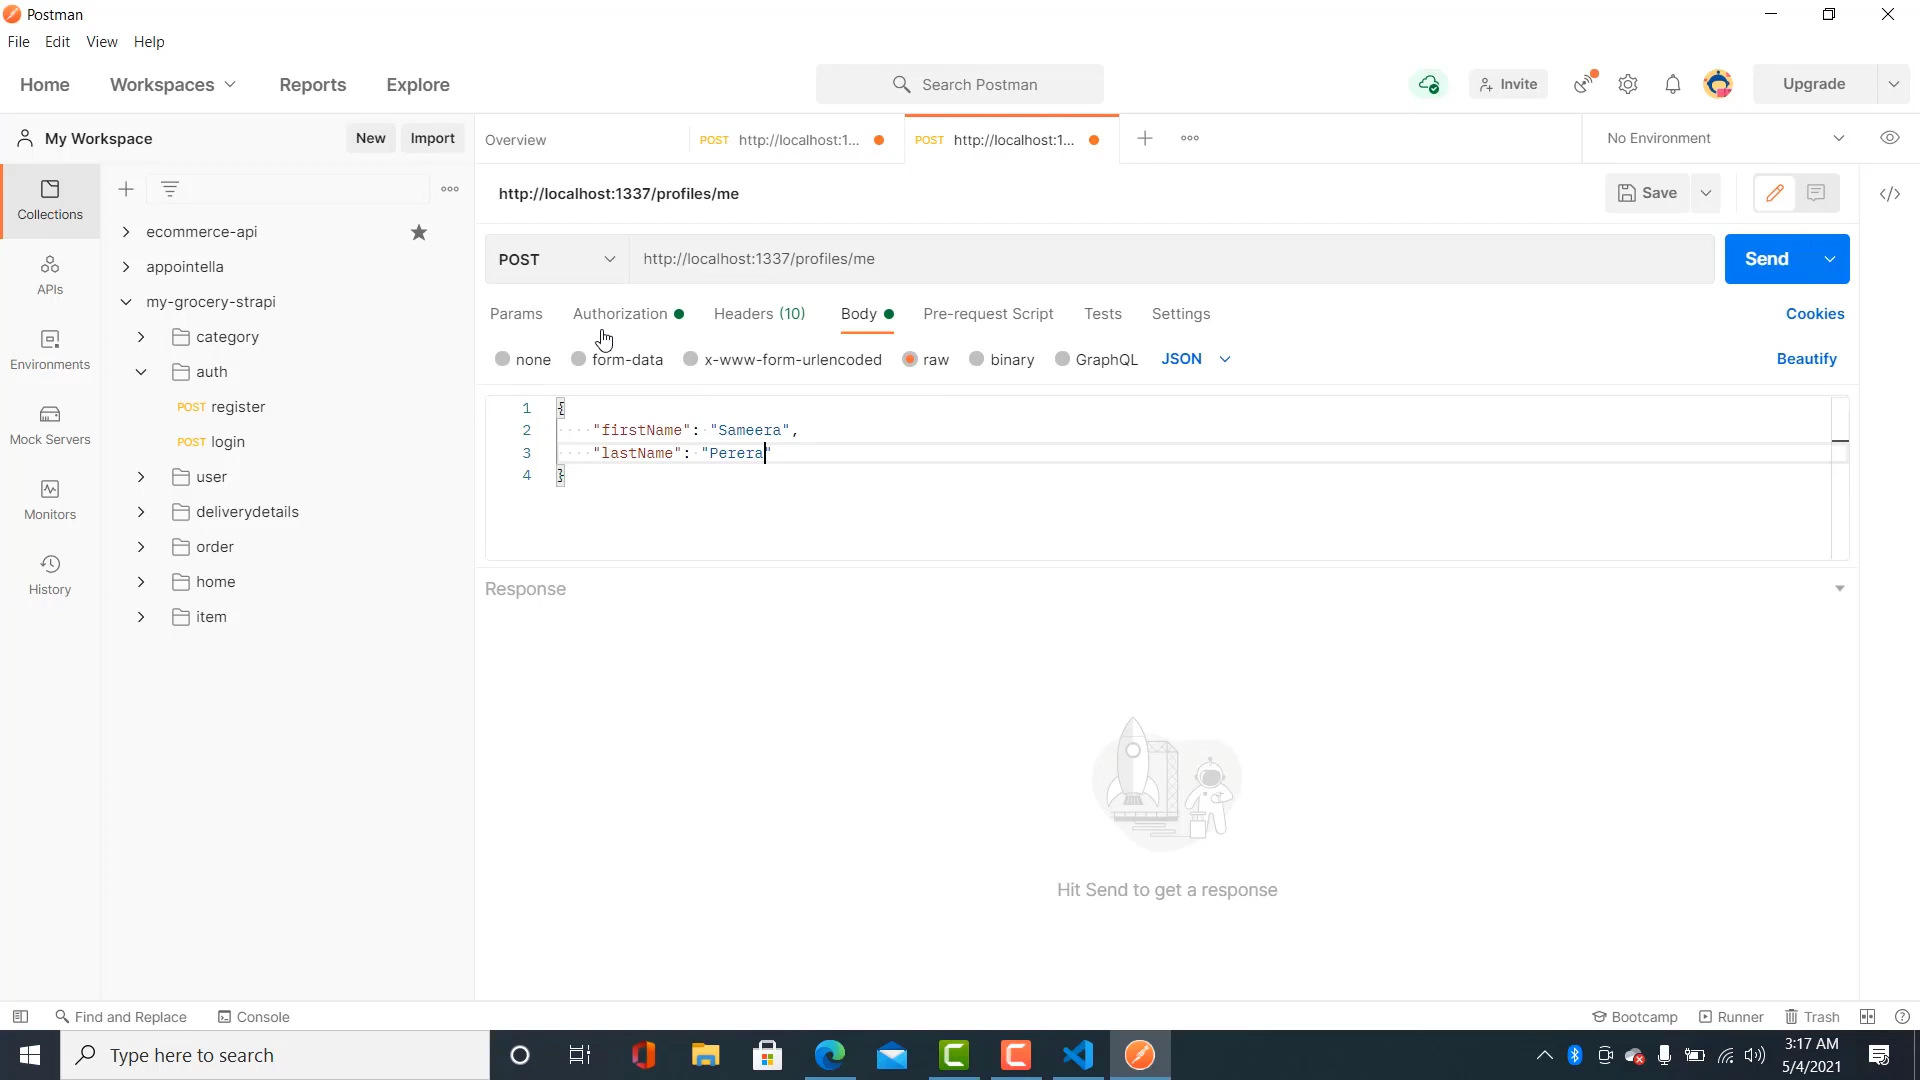 Postman
File Edit View Help
Home Workspaces Reports Explore Search Postman Invite Upgrade
My Workspace New Import Overview POST http://localhost:1... POST http://localhost:1... No Environment
http://localhost:1337/profiles/me Save
Collections
ecommerce-api
POST http://localhost:1337/profiles/me Send
appointella
APIs
my-grocery-strapi
Params Authorization Headers (10) Body Pre-request Script Tests Settings Cookies
category
Environments
none form-data x-www-form-urlencoded raw binary GraphQL JSON Beautify
auth
POST register
POST login
Mock Servers
1 {
2 "firstName": "Sameera",
3 "lastName": "Perera"
4 }
user
Monitors
deliverydetails
order
History
home
Response
item
Hit Send to get a response
Find and Replace Console Bootcamp Runner Trash
Type here to search
3:17 AM
5/4/2021